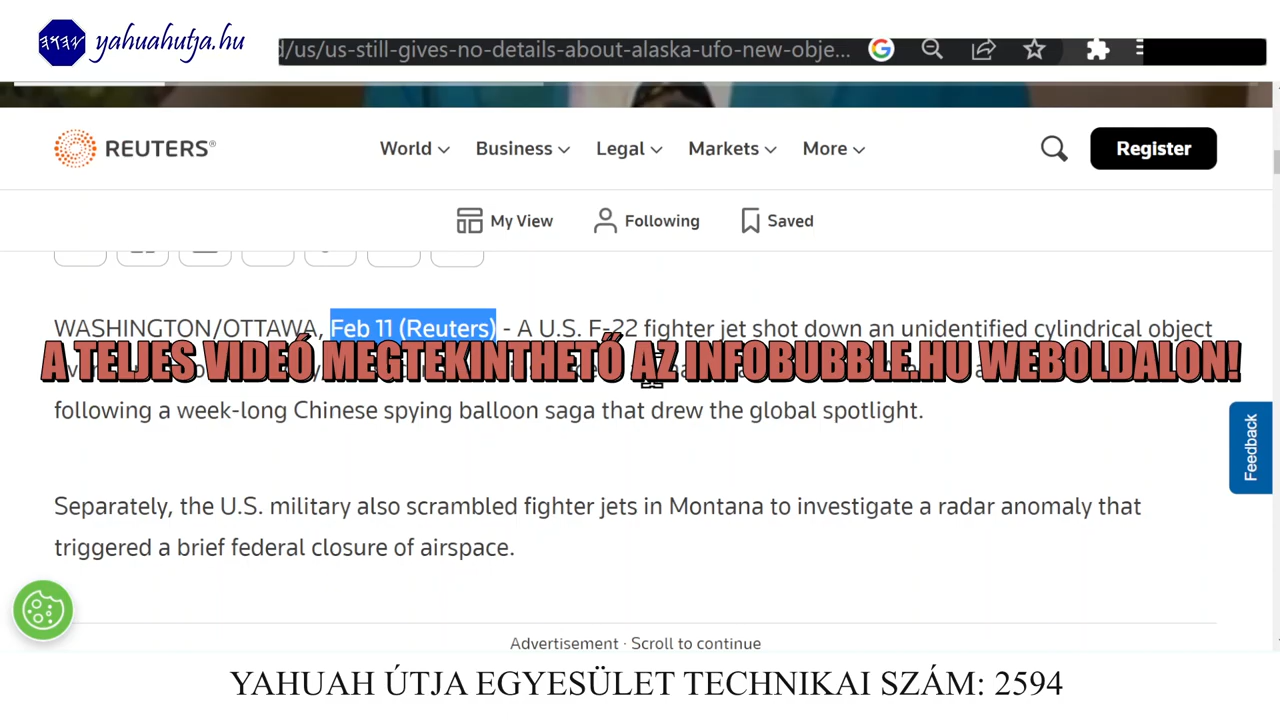 yahuahutja.hu
d/us/us-still-gives-no-details-about-alaska-ufo-new-obje...
REUTERS®
World
Business
Legal
Markets
More
Register
My View
Following
Saved
WASHINGTON/OTTAWA, Feb 11 (Reuters) - A U.S. F-22 fighter jet shot down an unidentified cylindrical object
A TELJES VIDEÓ MEGTEKINTHETŐ AZ INFOBUBBLE.HU WEBOLDALON!
following a week-long Chinese spying balloon saga that drew the global spotlight.
Feedback
Separately, the U.S. military also scrambled fighter jets in Montana to investigate a radar anomaly that
triggered a brief federal closure of airspace.
Advertisement · Scroll to continue
YAHUAH ÚTJA EGYESÜLET TECHNIKAI SZÁM: 2594